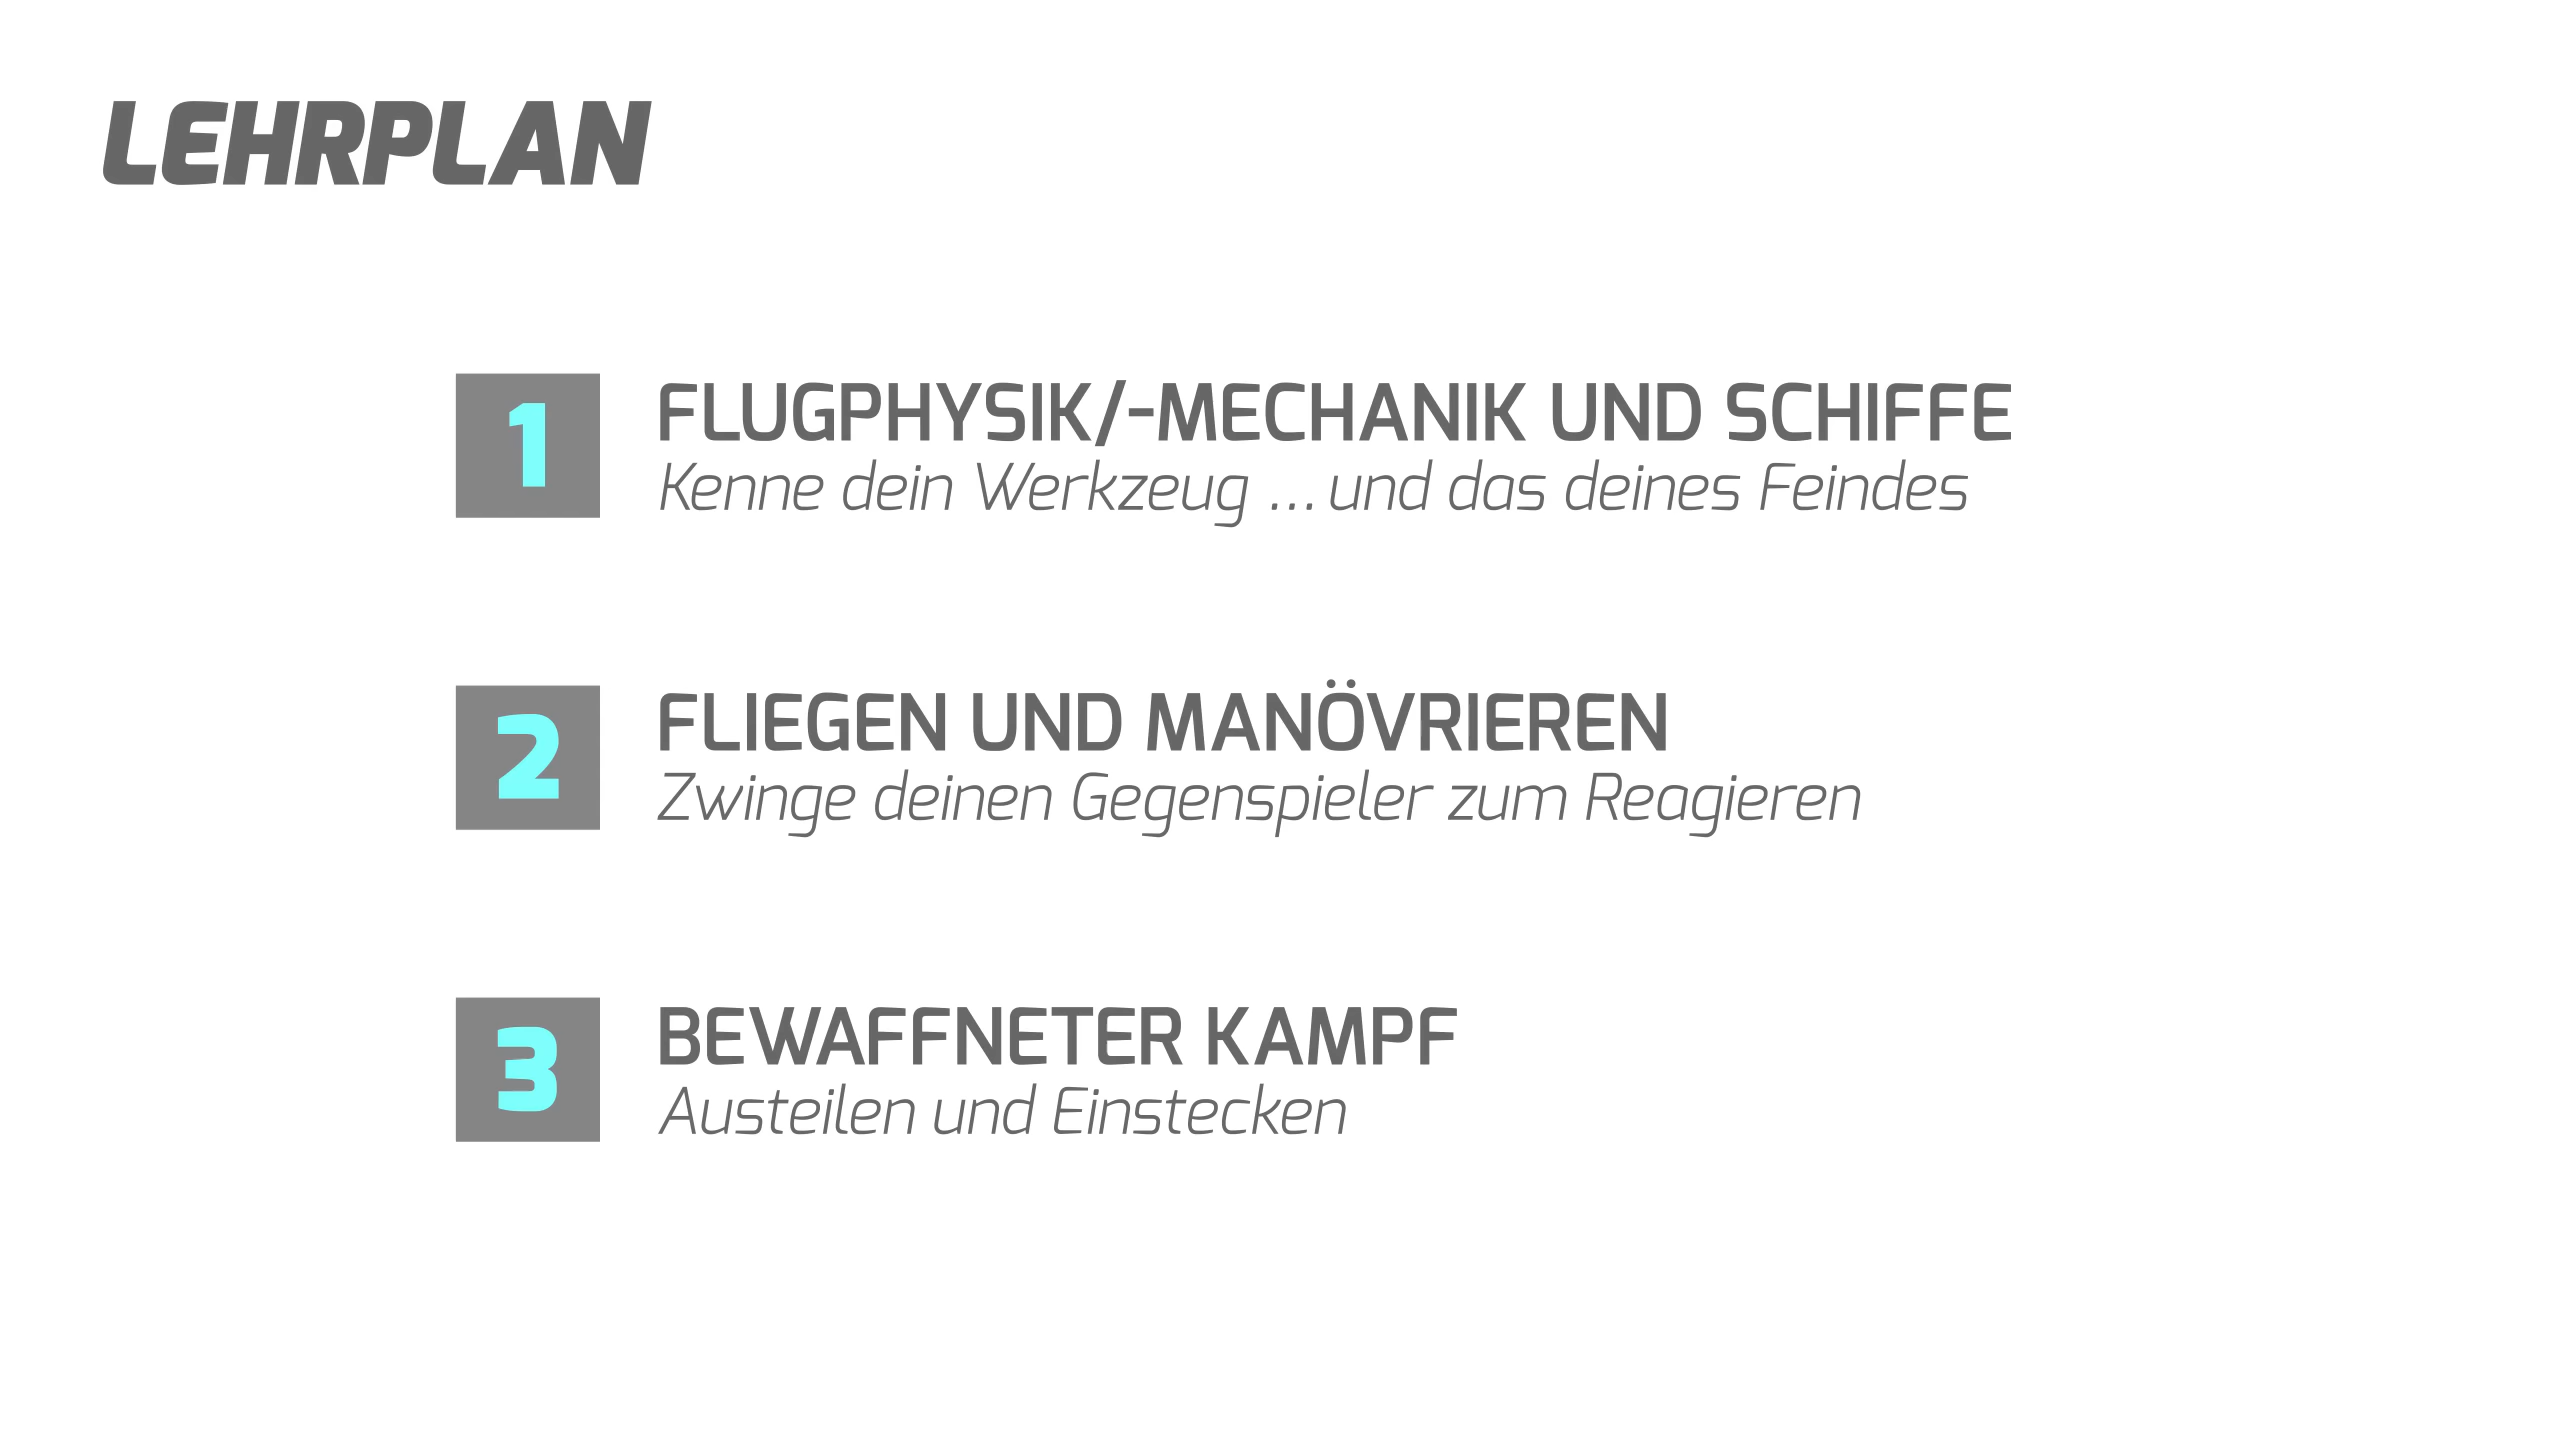 LEHRPLAN
1
FLUGPHYSIK/-MECHANIK UND SCHIFFE
Kenne dein Werkzeug ... und das deines Feindes
2
FLIEGEN UND MANÖVRIEREN
Zwinge deinen Gegenspieler zum Reagieren
3
BEWAFFNETER KAMPF
Austeilen und Einstecken